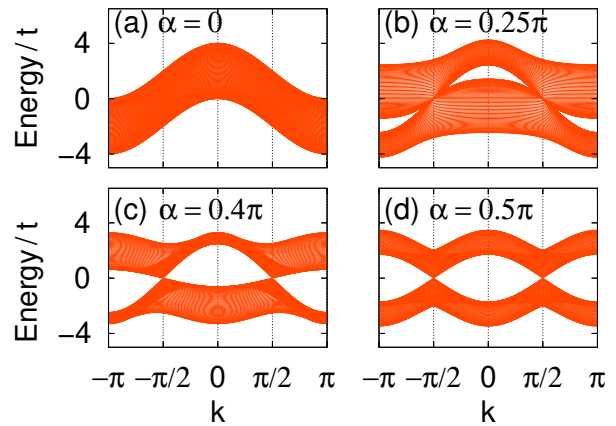 (a) α = 0
(b) α = 0.25π
Energy/t
4
0
−4
(c) α = 0.4π
(d) α = 0.5π
Energy/t
4
0
−4
−π −π/2 0 π/2 π
−π −π/2 0 π/2 π
k
k